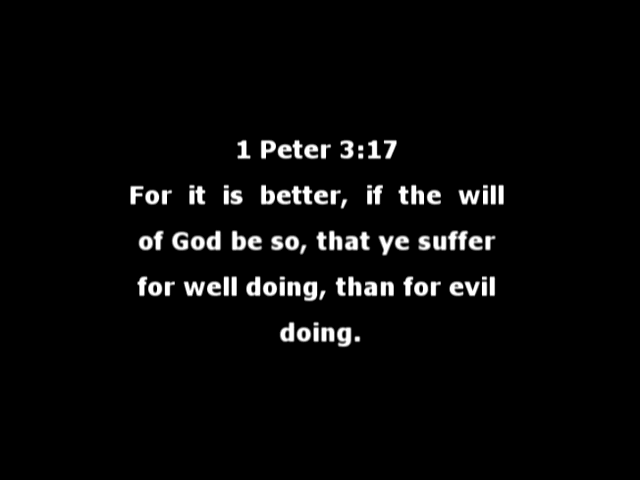 1 Peter 3:17
For it is better, if the will
of God be so, that ye suffer
for well doing, than for evil
doing.